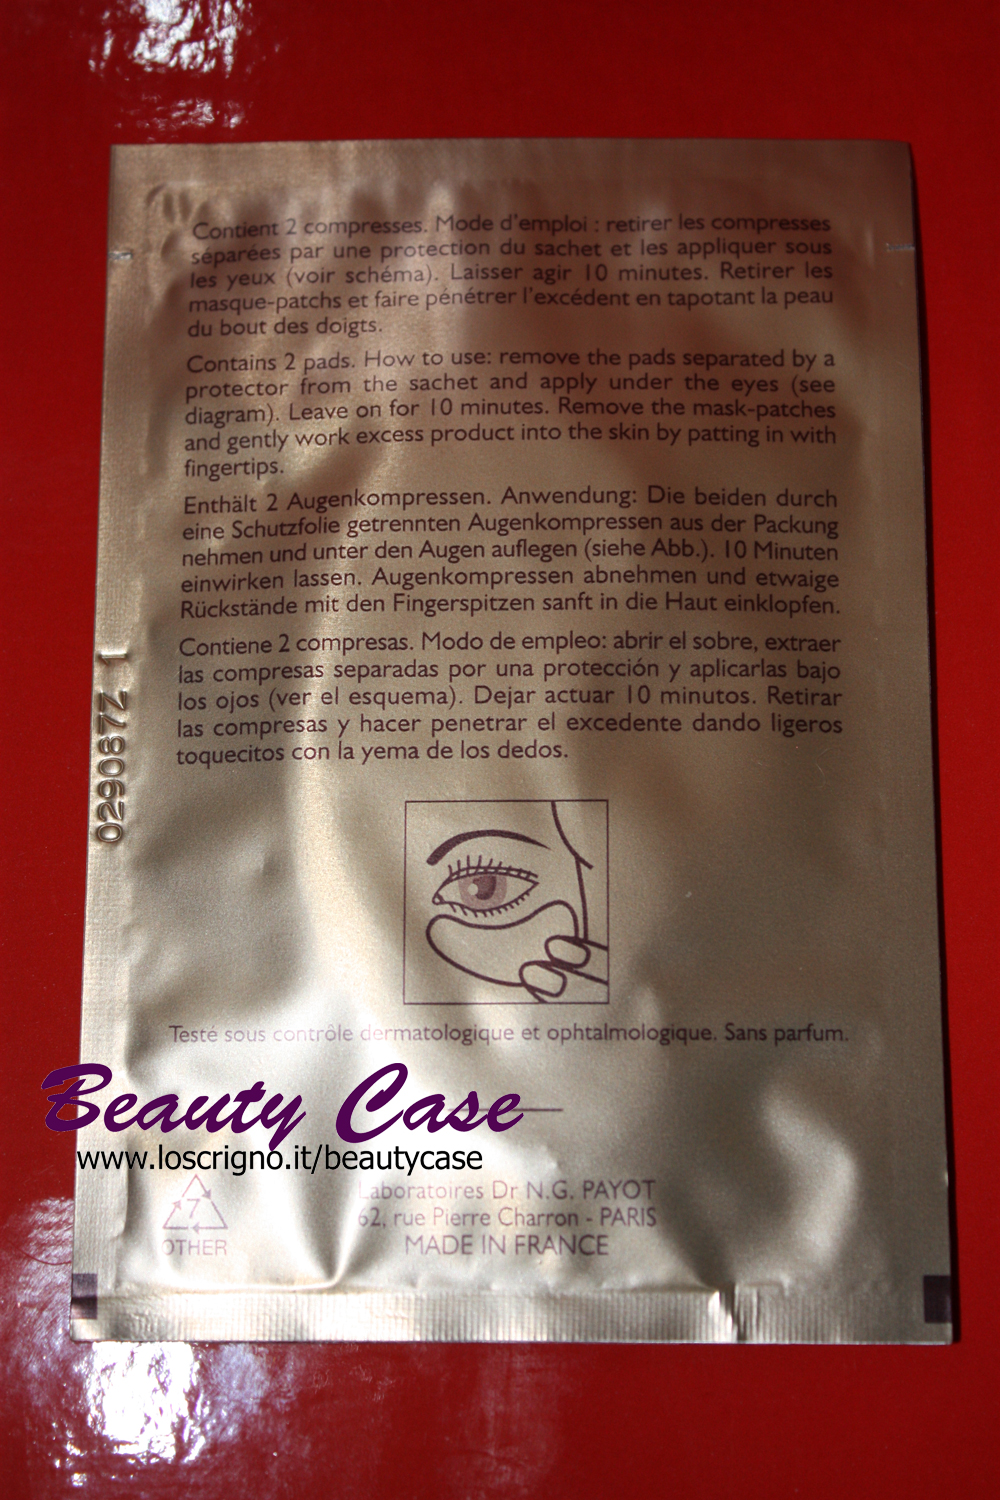 Contient 2 compresses. Mode d'emploi : retirer les compresses
séparées par une protection du sachet et les appliquer sous
les yeux (voir schéma). Laisser agir 10 minutes. Retirer les
masque-patchs et faire pénétrer l'excédent en tapotant la peau
du bout des doigts.
Contains 2 pads. How to use: remove the pads separated by a
protector from the sachet and apply under the eyes (see
diagram). Leave on for 10 minutes. Remove the mask-patches
and gently work excess product into the skin by patting in with
fingertips.
Enthält 2 Augenkompressen. Anwendung: Die beiden durch
eine Schutzfolie getrennten Augenkompressen aus der Packung
nehmen und unter den Augen auflegen (siehe Abb.). 10 Minuten
einwirken lassen. Augenkompressen abnehmen und etwaige
Rückstände mit den Fingerspitzen sanft in die Haut einklopfen.
Contiene 2 compresas. Modo de empleo: abrir el sobre, extraer
las compresas separadas por una protección y aplicarlas bajo
los ojos (ver el esquema). Dejar actuar 10 minutos. Retirar
las compresas y hacer penetrar el excedente dando ligeros
toquecitos con la yema de los dedos.
029087Z 1
Testé sous contrôle dermatologique et ophtalmologique. Sans parfum.
Beauty Case
www.loscrigno.it/beautycase
7
OTHER
Laboratoires Dr N.G. PAYOT
62, rue Pierre Charron - PARIS
MADE IN FRANCE